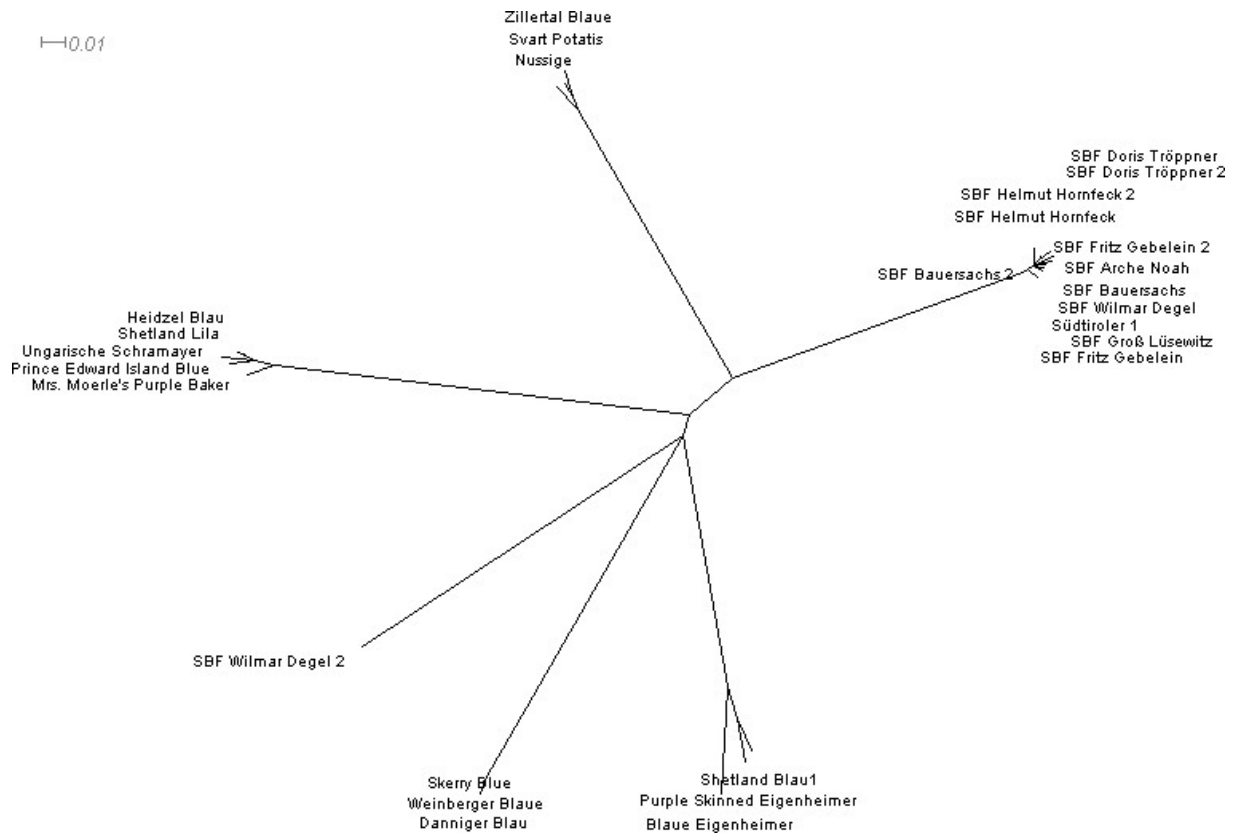 Zillertal Blaue
Svart Potatis
Nussige
0.01
SBF Doris Tröppner
SBF Doris Tröppner 2
SBF Helmut Hornfeck 2
SBF Helmut Hornfeck
SBF Fritz Gebelein 2
SBF Arche Noah
SBF Bauersachs 2
SBF Bauersachs
SBF Wilmar Degel
Südtiroler 1
SBF Groß Lüsewitz
SBF Fritz Gebelein
Heidzel Blau
Shetland Lila
Ungarische Schramayer
Prince Edward Island Blue
Mrs. Moerle's Purple Baker
SBF Wilmar Degel 2
Skerry Blue
Weinberger Blaue
Danniger Blau
Shetland Blau1
Purple Skinned Eigenheimer
Blaue Eigenheimer